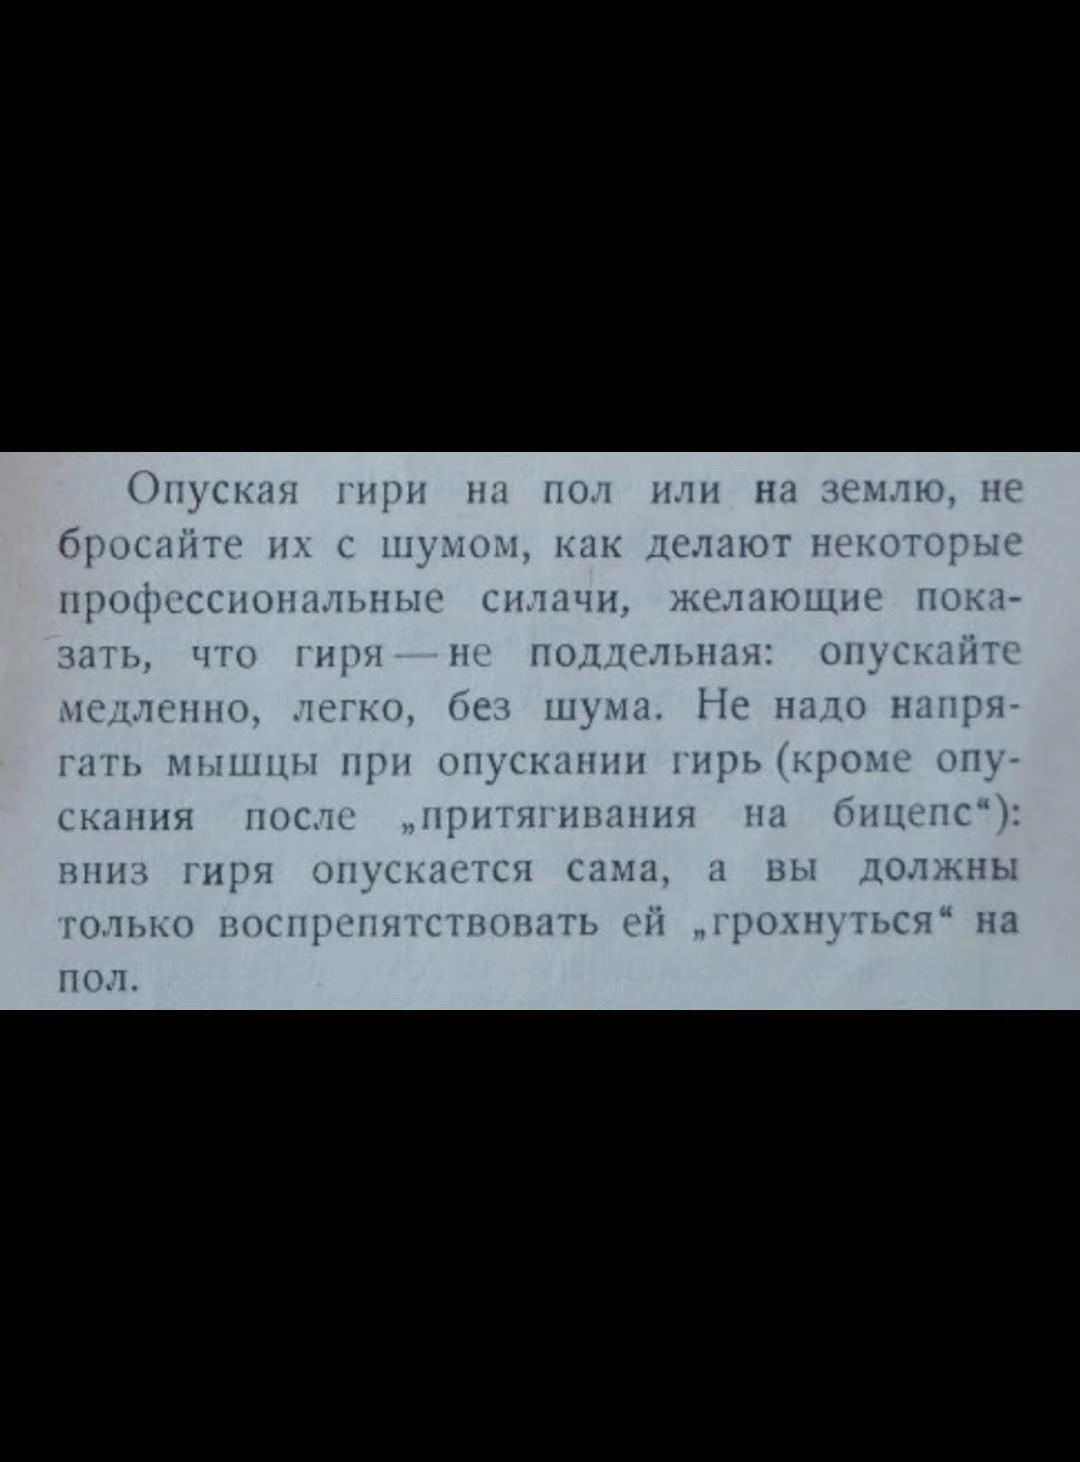 Опуская гири на пол или на землю, не
бросайте их с шумом, как делают некоторые
профессиональные силачи, желающие пока-
зать, что гиря — не поддельная: опускайте
медленно, легко, без шума. Не надо напря-
гать мышцы при опускании гирь (кроме опу-
скания после „притягивания на бицепс“):
вниз гиря опускается сама, а вы должны
только воспрепятствовать ей „грохнуться“ на
пол.